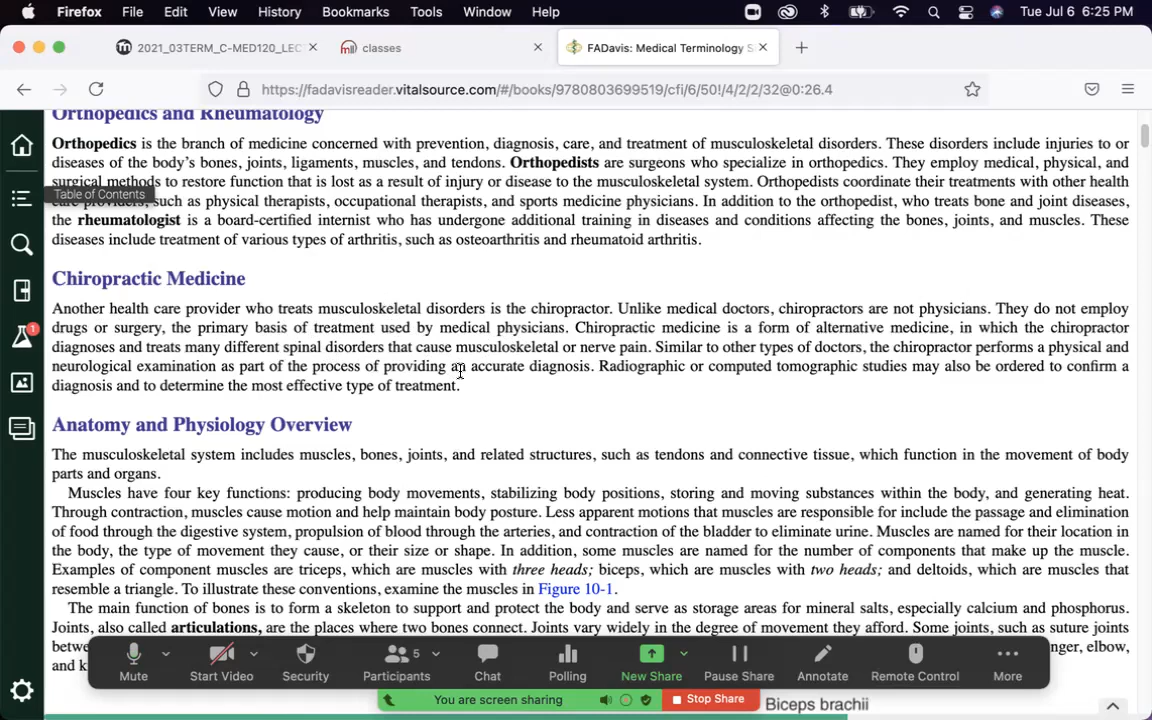 Firefox File Edit View History Bookmarks Tools Window Help Tue Jul 6 6:25 PM
2021_03TERM_C-MED120_LEC classes FADavis: Medical Terminology S
https://fadavisreader.vitalsource.com/#/books/9780803699519/cfi/6/50!/4/2/2/32@0:26.4
Orthopedics and Rheumatology
Orthopedics is the branch of medicine concerned with prevention, diagnosis, care, and treatment of musculoskeletal disorders. These disorders include injuries to or
diseases of the body's bones, joints, ligaments, muscles, and tendons. Orthopedists are surgeons who specialize in orthopedics. They employ medical, physical, and
surgical methods to restore function that is lost as a result of injury or disease to the musculoskeletal system. Orthopedists coordinate their treatments with other health
Table of Contents
care providers, such as physical therapists, occupational therapists, and sports medicine physicians. In addition to the orthopedist, who treats bone and joint diseases,
the rheumatologist is a board-certified internist who has undergone additional training in diseases and conditions affecting the bones, joints, and muscles. These
diseases include treatment of various types of arthritis, such as osteoarthritis and rheumatoid arthritis.
Chiropractic Medicine
Another health care provider who treats musculoskeletal disorders is the chiropractor. Unlike medical doctors, chiropractors are not physicians. They do not employ
drugs or surgery, the primary basis of treatment used by medical physicians. Chiropractic medicine is a form of alternative medicine, in which the chiropractor
diagnoses and treats many different spinal disorders that cause musculoskeletal or nerve pain. Similar to other types of doctors, the chiropractor performs a physical and
neurological examination as part of the process of providing an accurate diagnosis. Radiographic or computed tomographic studies may also be ordered to confirm a
1
diagnosis and to determine the most effective type of treatment.
Anatomy and Physiology Overview
The musculoskeletal system includes muscles, bones, joints, and related structures, such as tendons and connective tissue, which function in the movement of body
parts and organs.
Muscles have four key functions: producing body movements, stabilizing body positions, storing and moving substances within the body, and generating heat.
Through contraction, muscles cause motion and help maintain body posture. Less apparent motions that muscles are responsible for include the passage and elimination
of food through the digestive system, propulsion of blood through the arteries, and contraction of the bladder to eliminate urine. Muscles are named for their location in
the body, the type of movement they cause, or their size or shape. In addition, some muscles are named for the number of components that make up the muscle.
Examples of component muscles are triceps, which are muscles with three heads; biceps, which are muscles with two heads; and deltoids, which are muscles that
resemble a triangle. To illustrate these conventions, examine the muscles in Figure 10-1.
The main function of bones is to form a skeleton to support and protect the body and serve as storage areas for mineral salts, especially calcium and phosphorus.
Joints, also called articulations, are the places where two bones connect. Joints vary widely in the degree of movement they afford. Some joints, such as suture joints
elbow,
5
Mute Start Video Security Participants Chat Polling New Share Pause Share Annotate Remote Control More
You are screen sharing Stop Share Biceps brachii